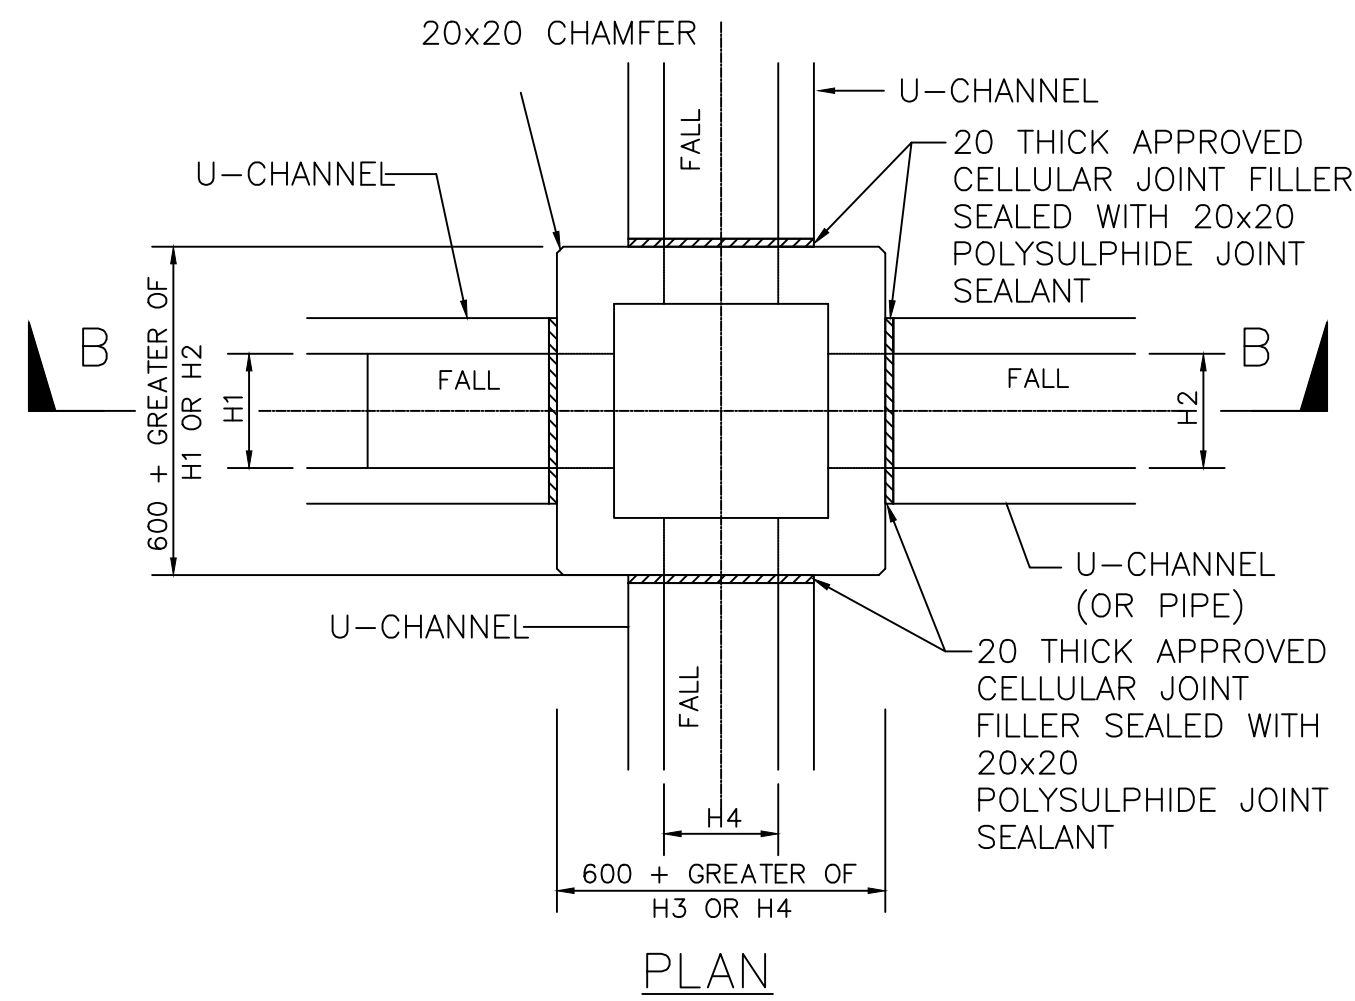 20x20 CHAMFER
U-CHANNEL
FALL
U-CHANNEL
20 THICK APPROVED
CELLULAR JOINT FILLER
SEALED WITH 20x20
POLYSULPHIDE JOINT
SEALANT
B
B
600 + GREATER OF
H1 OR H2
H1
FALL
FALL
H2
U-CHANNEL
(OR PIPE)
U-CHANNEL
20 THICK APPROVED
CELLULAR JOINT
FILLER SEALED WITH
20x20
POLYSULPHIDE JOINT
SEALANT
FALL
H4
600 + GREATER OF
H3 OR H4
PLAN